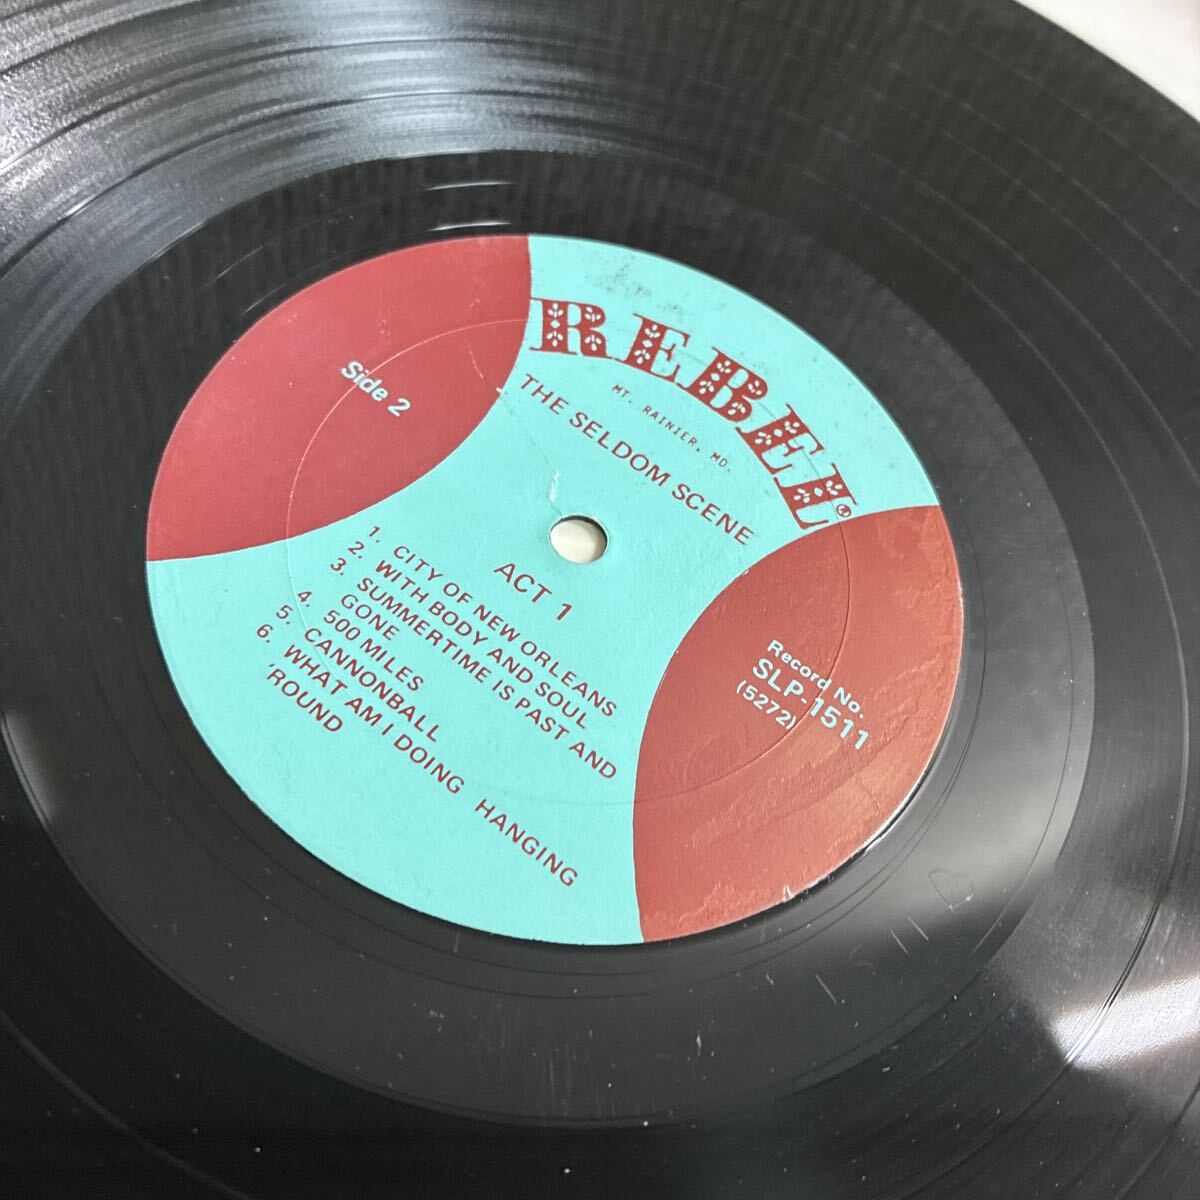 REBEL®
MT. RAINIER, MD.
THE SELDOM SCENE
Side 2
ACT 1
1. CITY OF NEW ORLEANS
2. WITH BODY AND SOUL
3. SUMMERTIME IS PAST AND
GONE
4. 500 MILES
5. CANNONBALL
6. WHAT AM I DOING HANGING
'ROUND
Record No.
SLP-1511
(5272)
1511 B